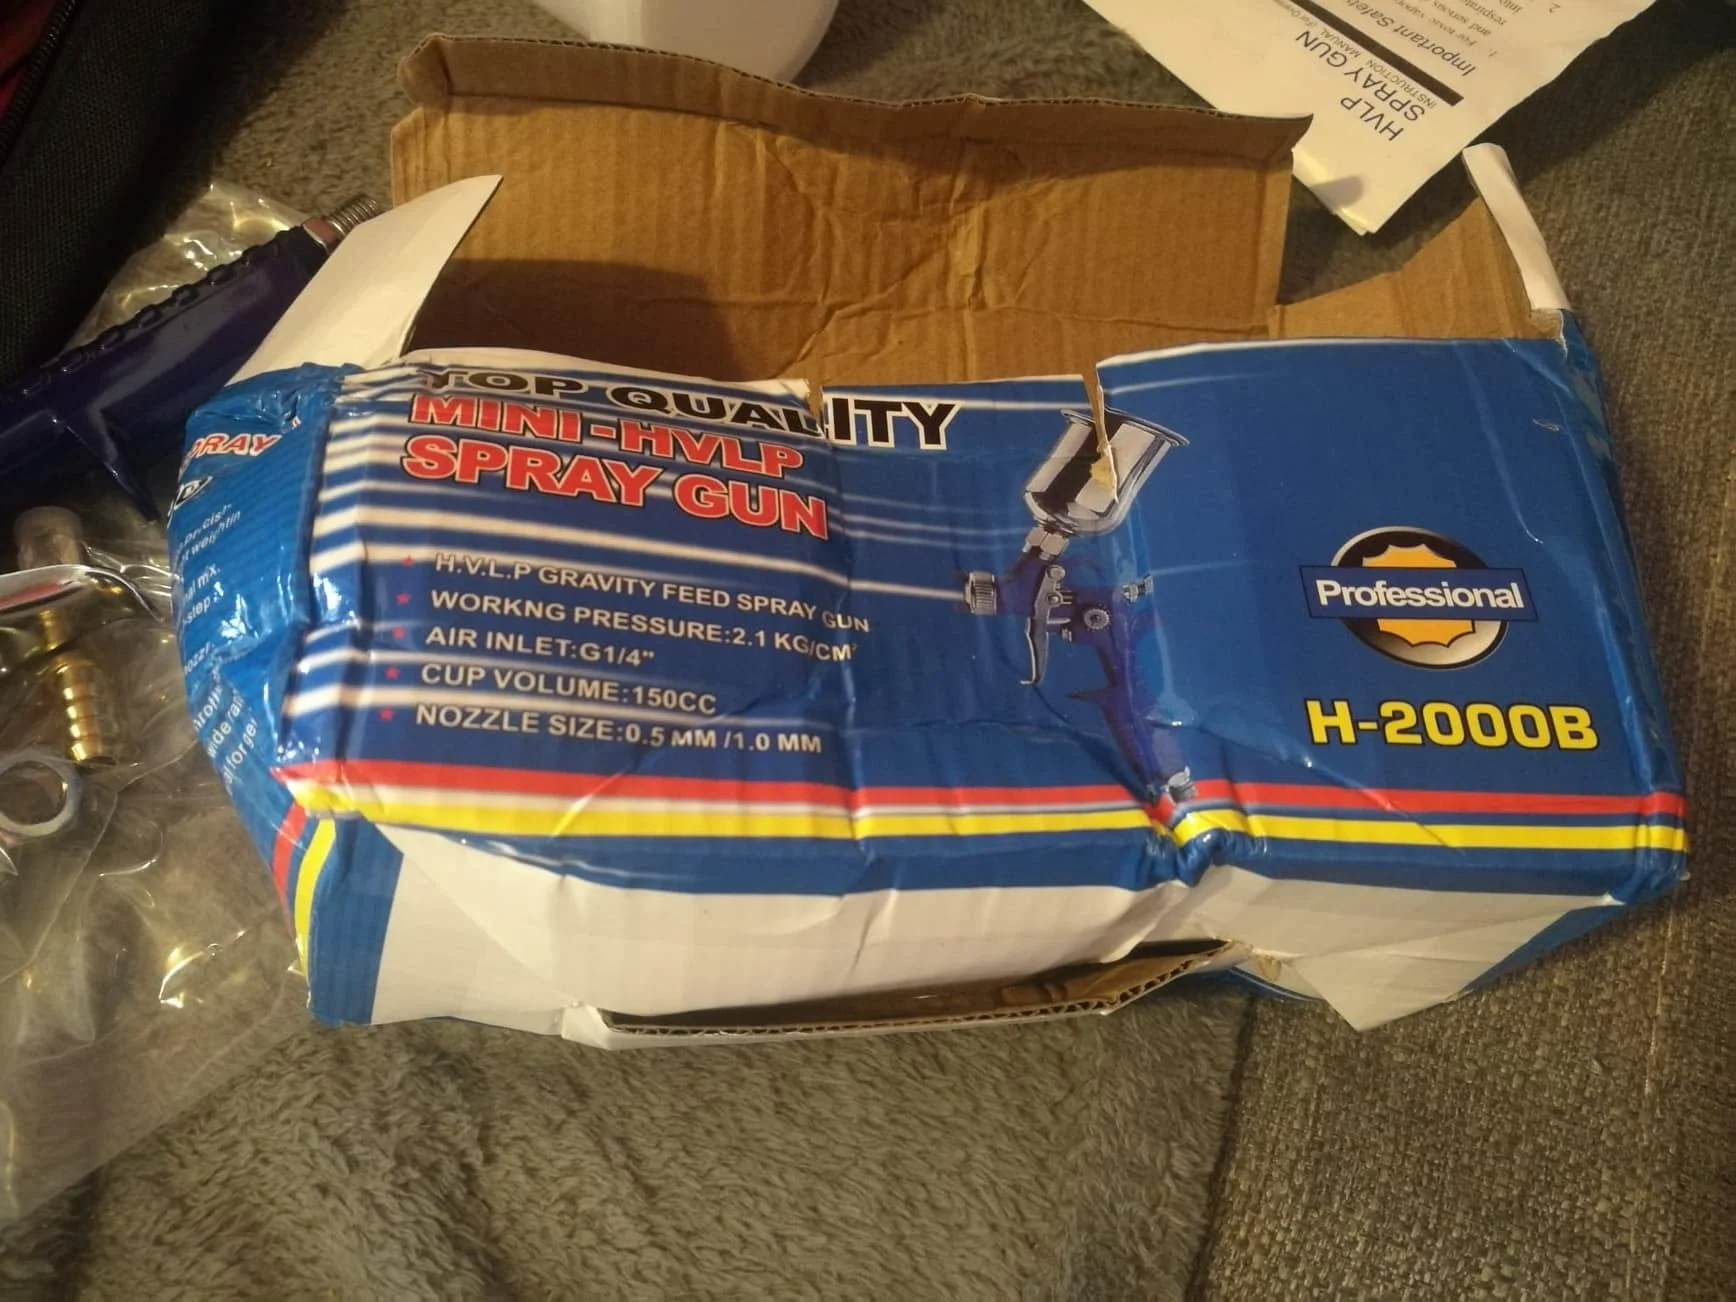 HVLP
SPRAY GUN
INSTRUCTION MANUAL
Important Safety
TOP QUALITY
MINI-HVLP
SPRAY GUN
H.V.L.P GRAVITY FEED SPRAY GUN
WORKNG PRESSURE:2.1 KG/CM²
AIR INLET:G1/4"
CUP VOLUME:150CC
NOZZLE SIZE:0.5 MM /1.0 MM
Professional
H-2000B